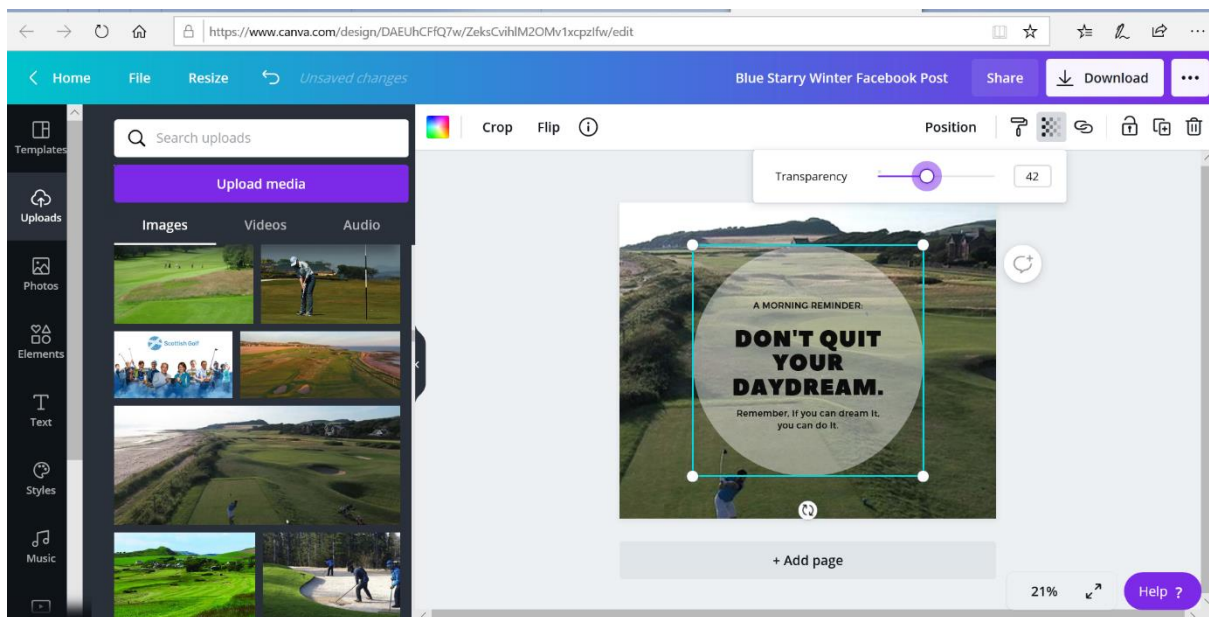 https://www.canva.com/design/DAEUhCFfQ7w/ZeksCvihlM2OMv1xcpzIfw/edit
Home File Resize Unsaved changes Blue Starry Winter Facebook Post Share Download
Templates
Uploads
Photos
Elements
Text
Styles
Music
Search uploads
Upload media
Images Videos Audio
Scottish Golf
Crop Flip Position
Transparency 42
A MORNING REMINDER:
DON'T QUIT
YOUR
DAYDREAM.
Remember, if you can dream it,
you can do it.
+ Add page
21% Help ?